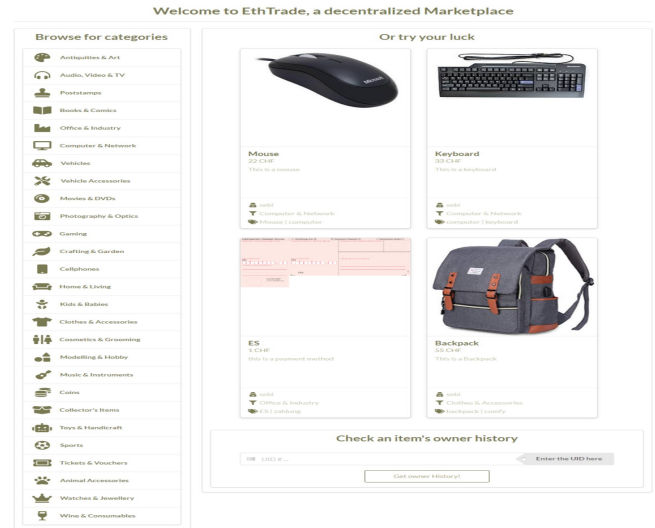 Welcome to EthTrade, a decentralized Marketplace
Browse for categories
Antiquities & Art
Audio, Video & TV
Poststamps
Books & Comics
Office & Industry
Computer & Network
Vehicles
Vehicle Accessories
Movies & DVDs
Photography & Optics
Gaming
Crafting & Garden
Cellphones
Home & Living
Kids & Babies
Clothes & Accessories
Cosmetics & Grooming
Modelling & Hobby
Music & Instruments
Coins
Collector's Items
Toys & Handicraft
Sports
Tickets & Vouchers
Animal Accessories
Watches & Jewellery
Wine & Consumables
Or try your luck
Mouse
22 CHF
This is a mouse
sebi
Computer & Network
Mouse | computer
Keyboard
33 CHF
This is a keyboard
sebi
Computer & Network
computer | keyboard
ES
1 CHF
this is a payment method
sebi
Office & Industry
ES | zahlung
Backpack
55 CHF
This is a Backpack
sebi
Clothes & Accessories
backpack | comfy
Check an item's owner history
UID # ...
Enter the UID here
Get owner History!